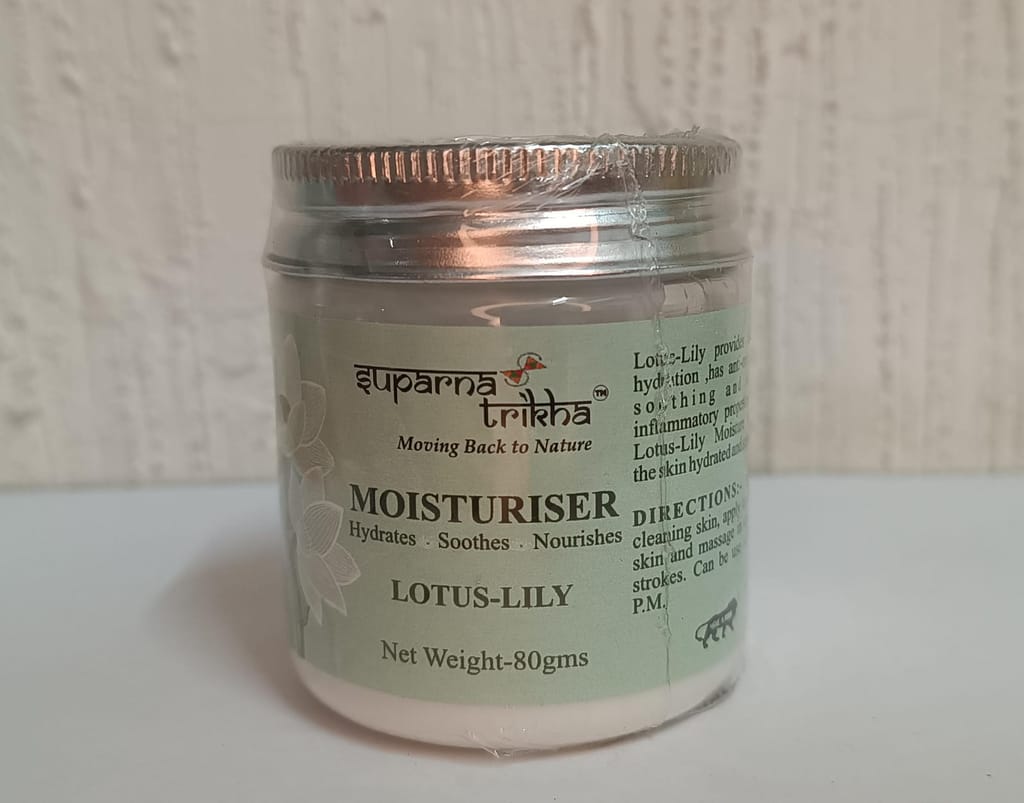 suparna
trikha™
Moving Back to Nature
MOISTURISER
Hydrates . Soothes . Nourishes
LOTUS-LILY
Net Weight-80gms
Lotus-Lily
hydration ,has
soothing and
inflammatory
Lotus-Lily
the skin hydrated
DIRECTIONS:-
cleaning skin,
skin and massage
strokes. Can be
P.M.